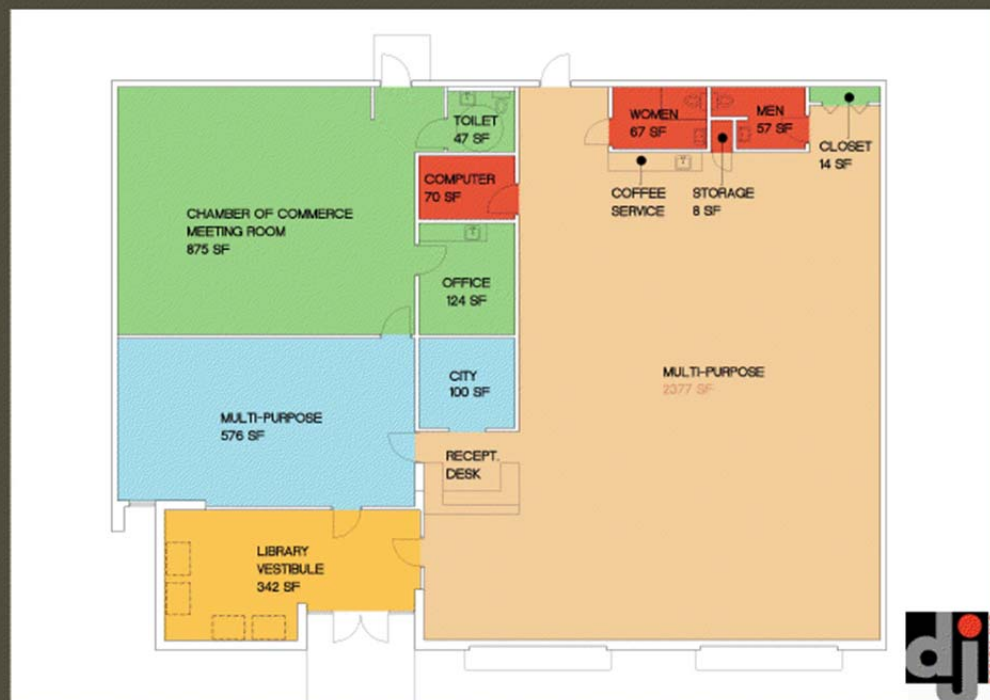 TOILET
47 SF
WOMEN
67 SF
MEN
57 SF
CLOSET
14 SF
COMPUTER
70 SF
COFFEE
SERVICE
STORAGE
8 SF
CHAMBER OF COMMERCE
MEETING ROOM
875 SF
OFFICE
124 SF
CITY
100 SF
MULTI-PURPOSE
2377 SF
MULTI-PURPOSE
576 SF
RECEPT.
DESK
LIBRARY
VESTIBULE
342 SF
dj